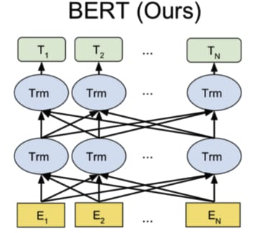 BERT (Ours)
T1 T2 ... TN
Trm Trm ... Trm
Trm Trm ... Trm
E1 E2 ... EN